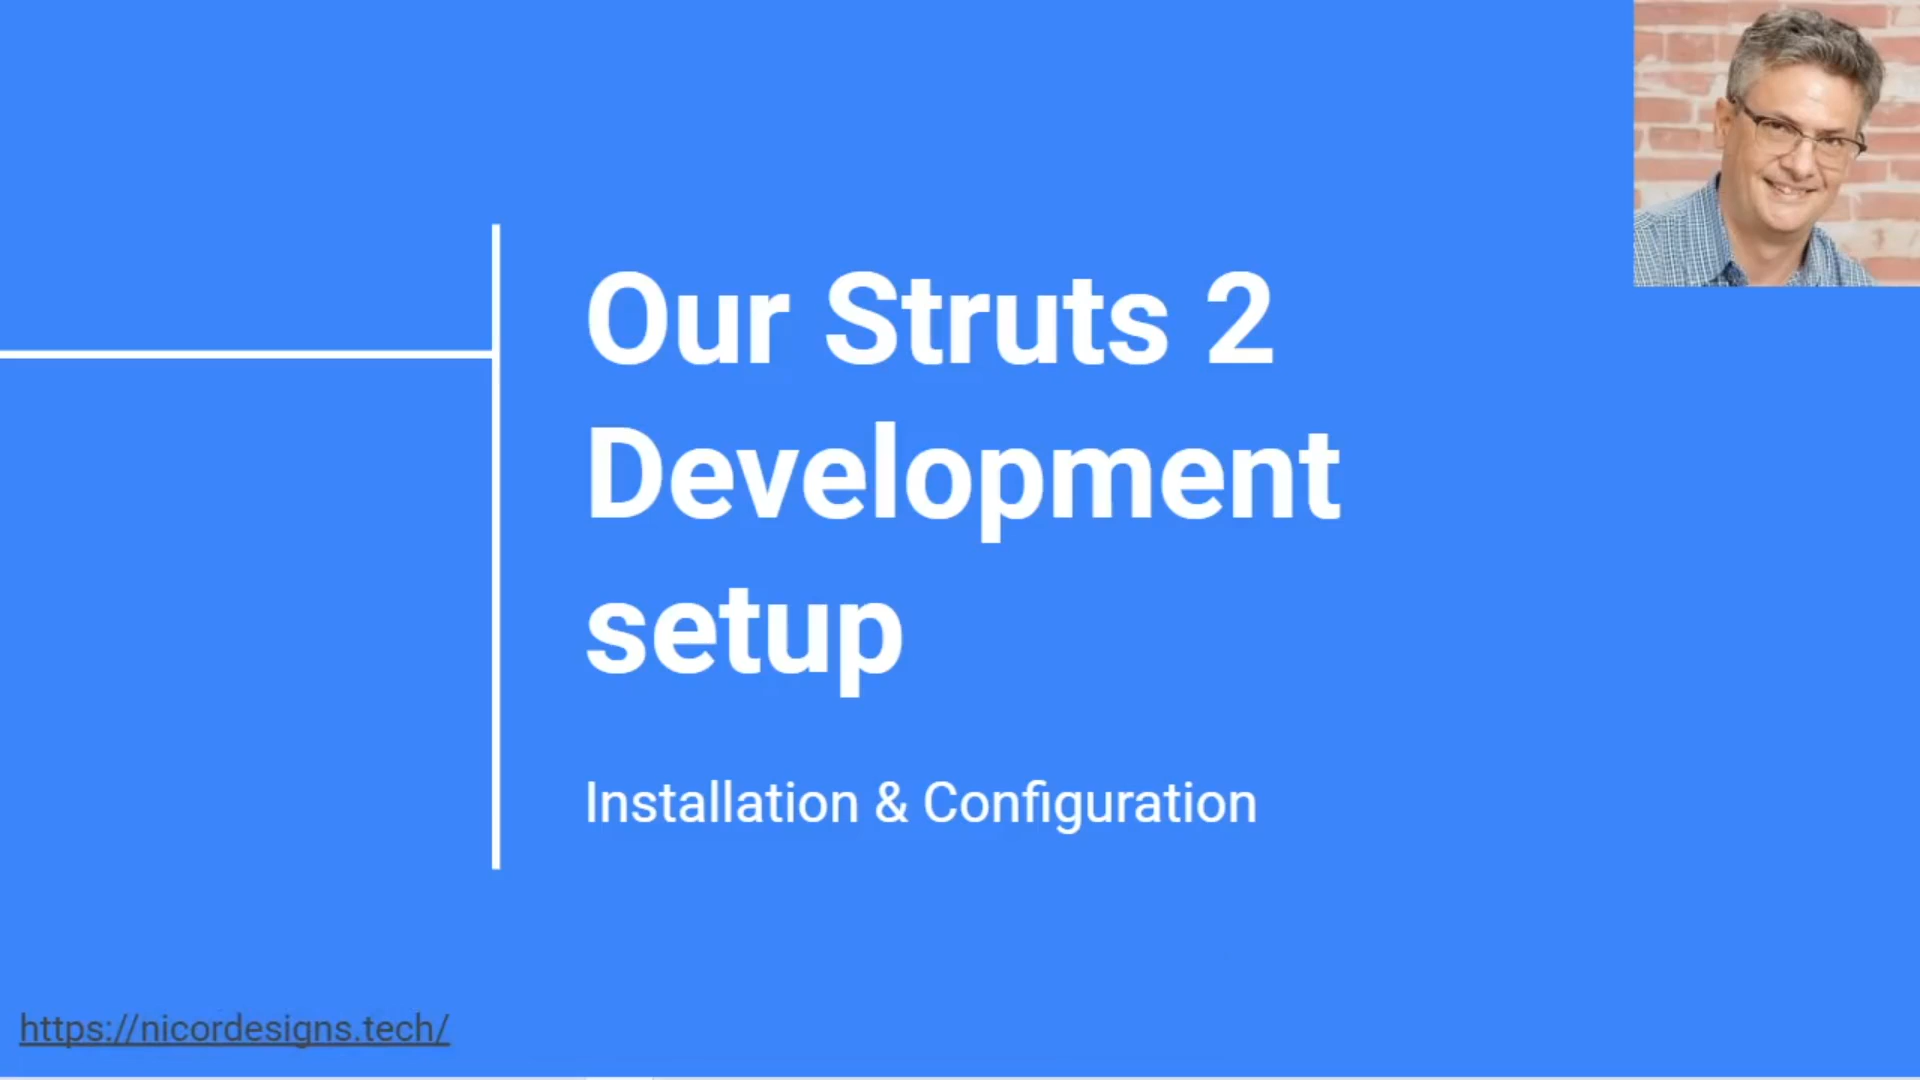 Our Struts 2
Development
setup
Installation & Configuration
https://nicordesigns.tech/